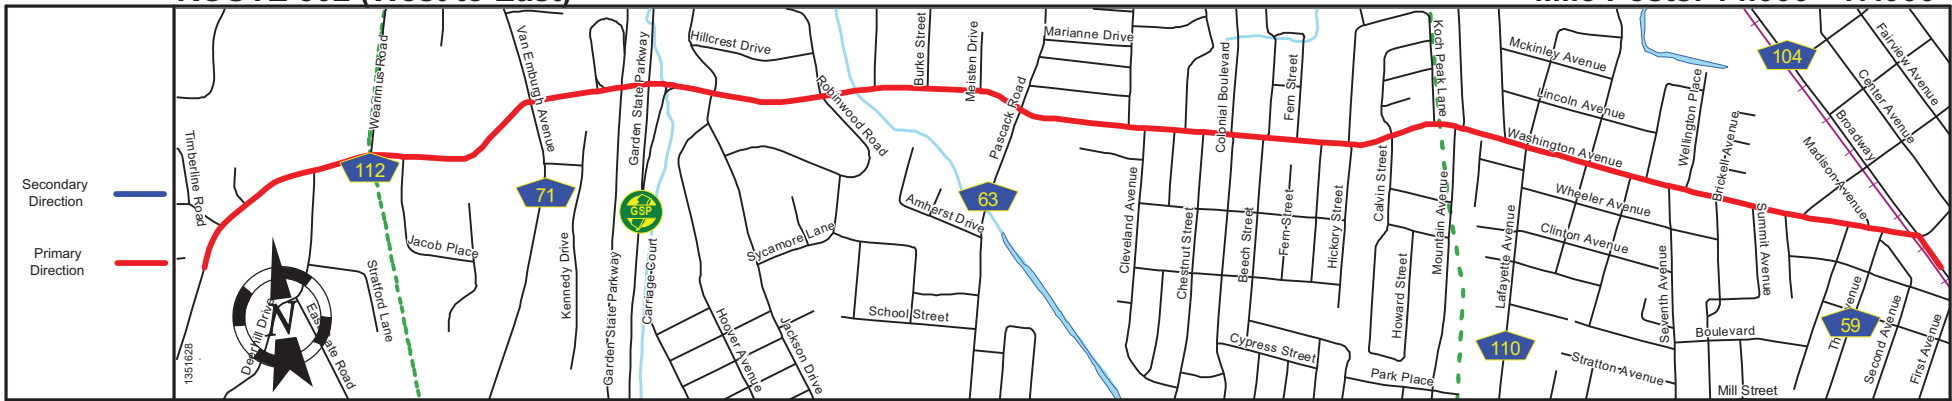 Secondary
Direction
Primary
Direction
Timberline Road
1351628
Wearimus Road
112
Deerhill Drive
N
Stratford Lane
Jacob Place
Van Emburgh Avenue
71
Kennedy Drive
Garden State Parkway
Garden State Parkway
GSP
Carriage Court
Hillcrest Drive
Hoover Avenue
Jackson Drive
Sycamore Lane
Robinwood Road
Burke Street
Meisten Drive
Amherst Drive
School Street
63
Pascack Road
Marianne Drive
Cleveland Avenue
Chestnut Street
Colonial Boulevard
Beech Street
Fern Street
Fern Street
Hickory Street
Cypress Street
Calvin Street
Howard Street
Park Place
Koch Peak Lane
Mountain Avenue
110
Lafayette Avenue
Mckinley Avenue
Lincoln Avenue
Washington Avenue
Wheeler Avenue
Clinton Avenue
Stratton Avenue
Seventh Avenue
Wellington Place
Brickell Avenue
Summit Avenue
Boulevard
Mill Street
104
Broadway
Madison Avenue
Center Avenue
Fairview Avenue
59
Second Avenue
First Avenue